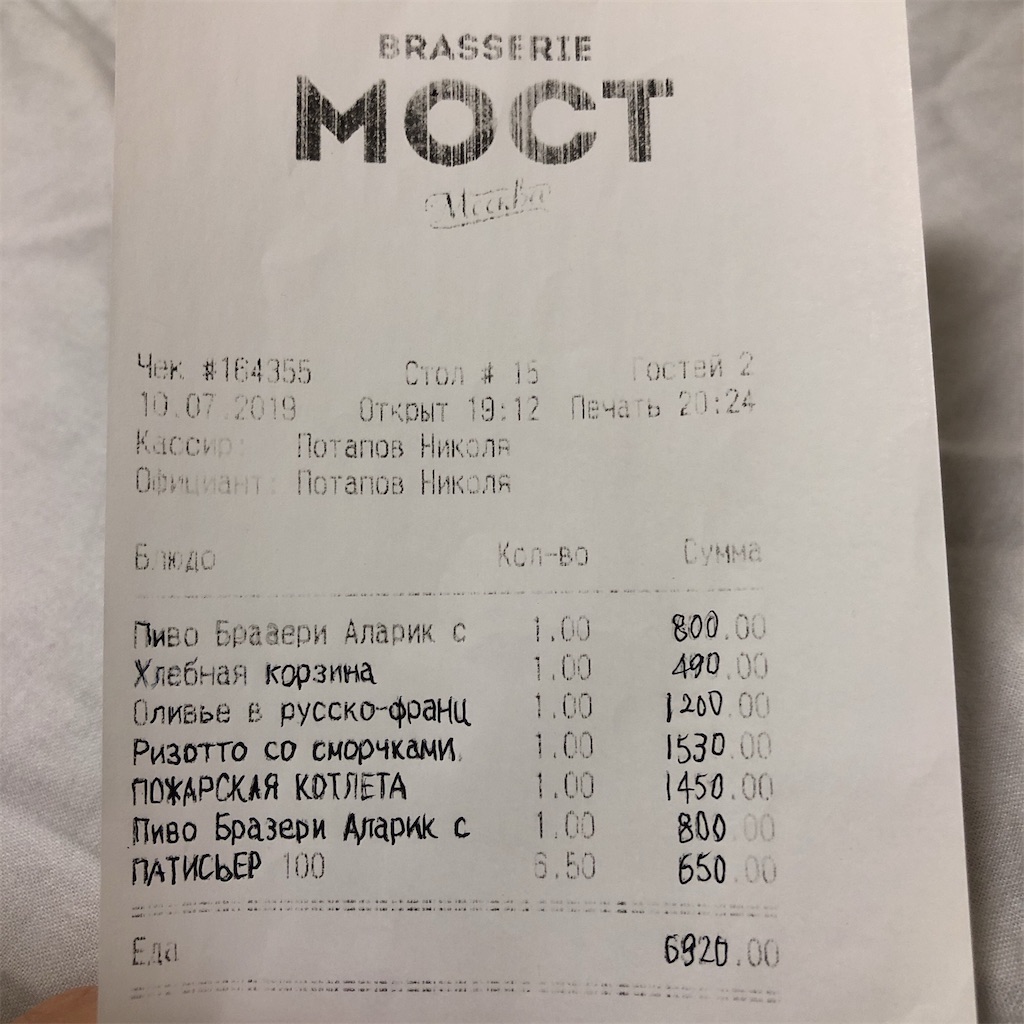 BRASSERIE
МОСТ
Москва
Чек #164355 Стол # 15 Гостей 2
10.07.2019 Открыт 19:12 Печать 20:24
Кассир: Потапов Николя
Официант: Потапов Николя
Блюдо Кол-во Сумма
Пиво Бразери Аларик с 1.00 800.00
Хлебная корзина 1.00 490.00
Оливье в русско-франц 1.00 1200.00
Ризотто со сморчками 1.00 1530.00
ПОЖАРСКАЯ КОТЛЕТА 1.00 1450.00
Пиво Бразери Аларик с 1.00 800.00
ПАТИСЬЕР 100 6.50 650.00
Еда 6920.00